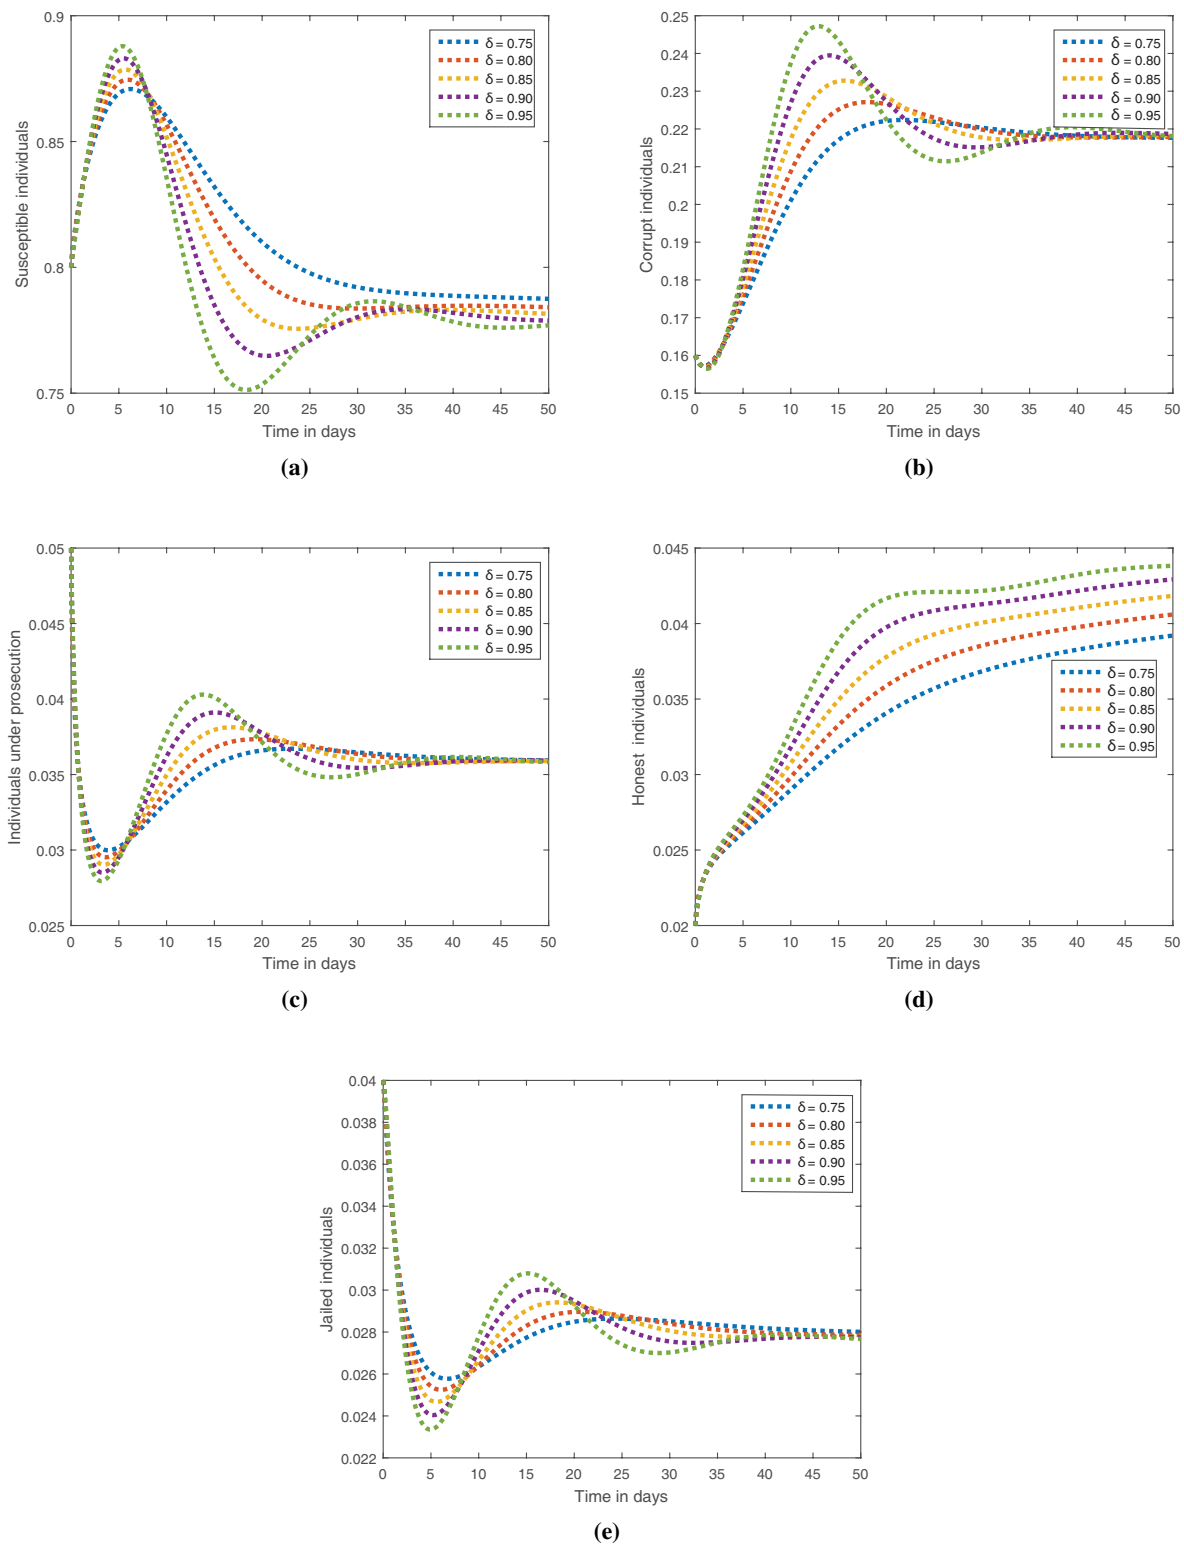 0.9
0.85
0.8
0.75
Susceptible individuals
0 5 10 15 20 25 30 35 40 45 50
Time in days
δ = 0.75
δ = 0.80
δ = 0.85
δ = 0.90
δ = 0.95
(a)
0.25
0.24
0.23
0.22
0.21
0.2
0.19
0.18
0.17
0.16
0.15
Corrupt individuals
0 5 10 15 20 25 30 35 40 45 50
Time in days
δ = 0.75
δ = 0.80
δ = 0.85
δ = 0.90
δ = 0.95
(b)
0.05
0.045
0.04
0.035
0.03
0.025
Individuals under prosecution
0 5 10 15 20 25 30 35 40 45 50
Time in days
δ = 0.75
δ = 0.80
δ = 0.85
δ = 0.90
δ = 0.95
(c)
0.045
0.04
0.035
0.03
0.025
0.02
Honest individuals
0 5 10 15 20 25 30 35 40 45 50
Time in days
δ = 0.75
δ = 0.80
δ = 0.85
δ = 0.90
δ = 0.95
(d)
0.04
0.038
0.036
0.034
0.032
0.03
0.028
0.026
0.024
0.022
Jailed individuals
0 5 10 15 20 25 30 35 40 45 50
Time in days
δ = 0.75
δ = 0.80
δ = 0.85
δ = 0.90
δ = 0.95
(e)